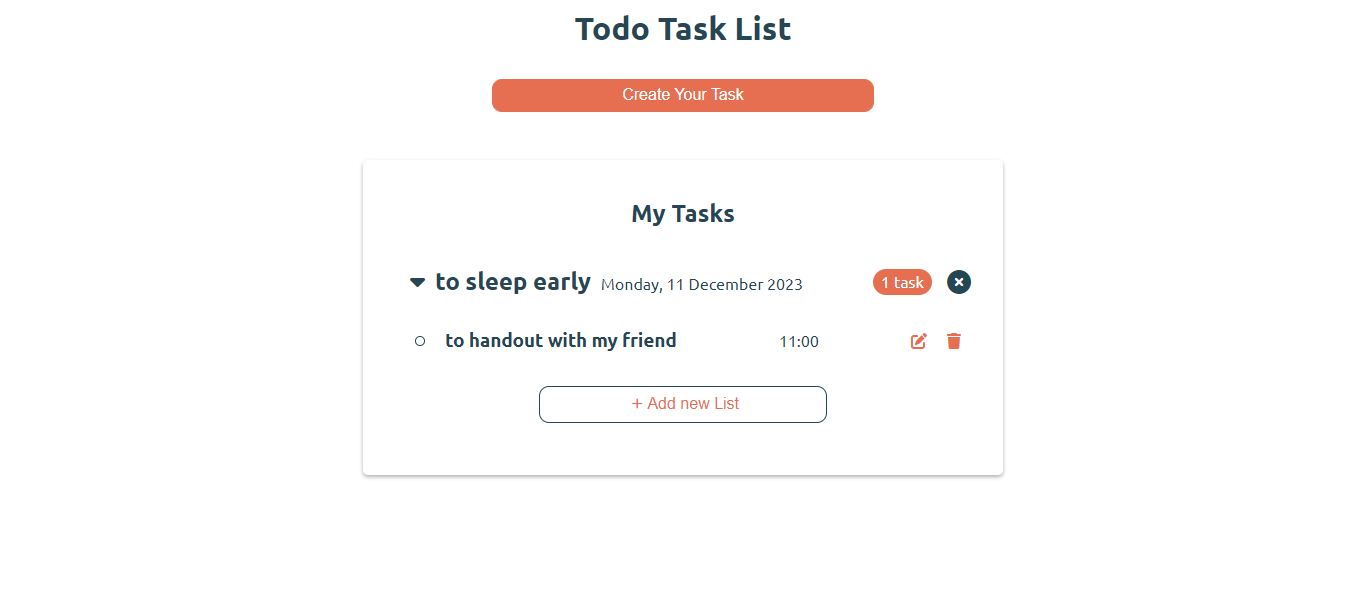 Todo Task List
Create Your Task
My Tasks
to sleep early Monday, 11 December 2023 1 task
to handout with my friend 11:00
+ Add new List